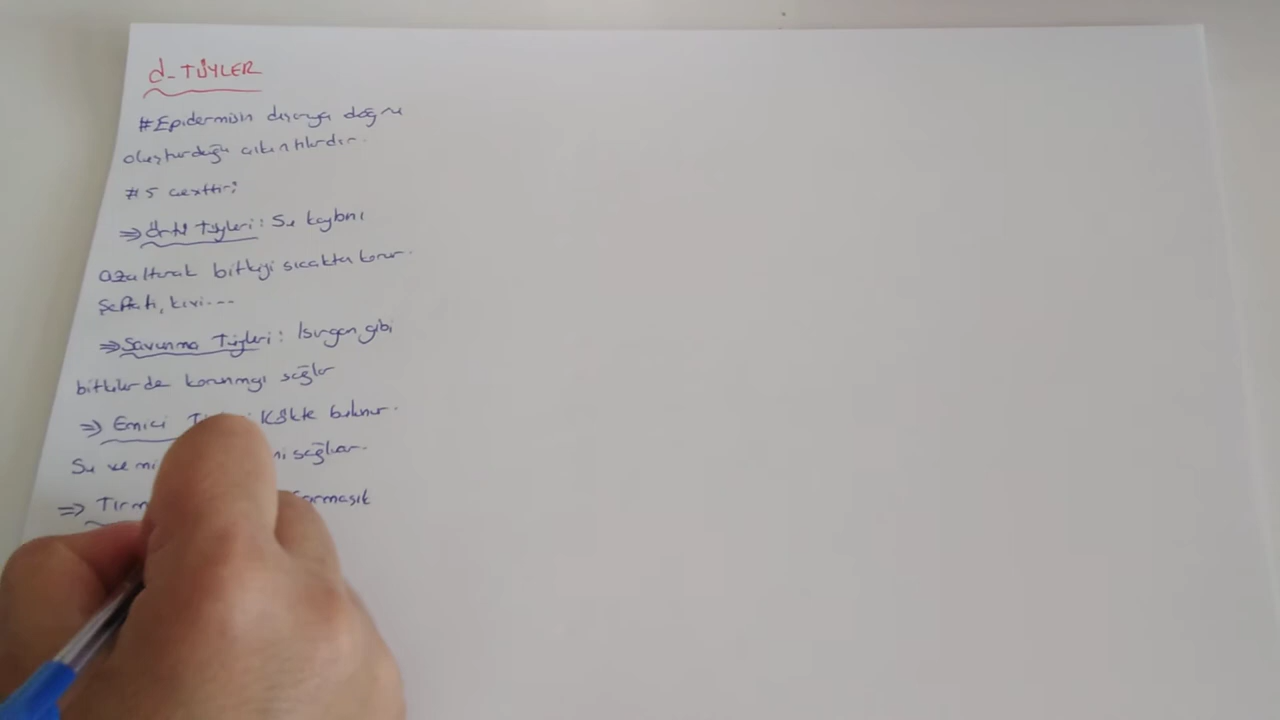 d- TÜYLER
# Epidermisin dışarıya doğru
oluşturduğu çıkıntılardır.
# 5 çeşittir;
⇒ Örtü Tüyleri: Su kaybını
azaltarak bitkiyi sıcaktan korur.
Şeftali, kivi---
⇒ Savunma Tüyleri: Isırgan gibi
bitkilerde korunmayı sağlar
⇒ Emici Kökte bulunur.
Su ve sağlar.
⇒ Sarmaşık